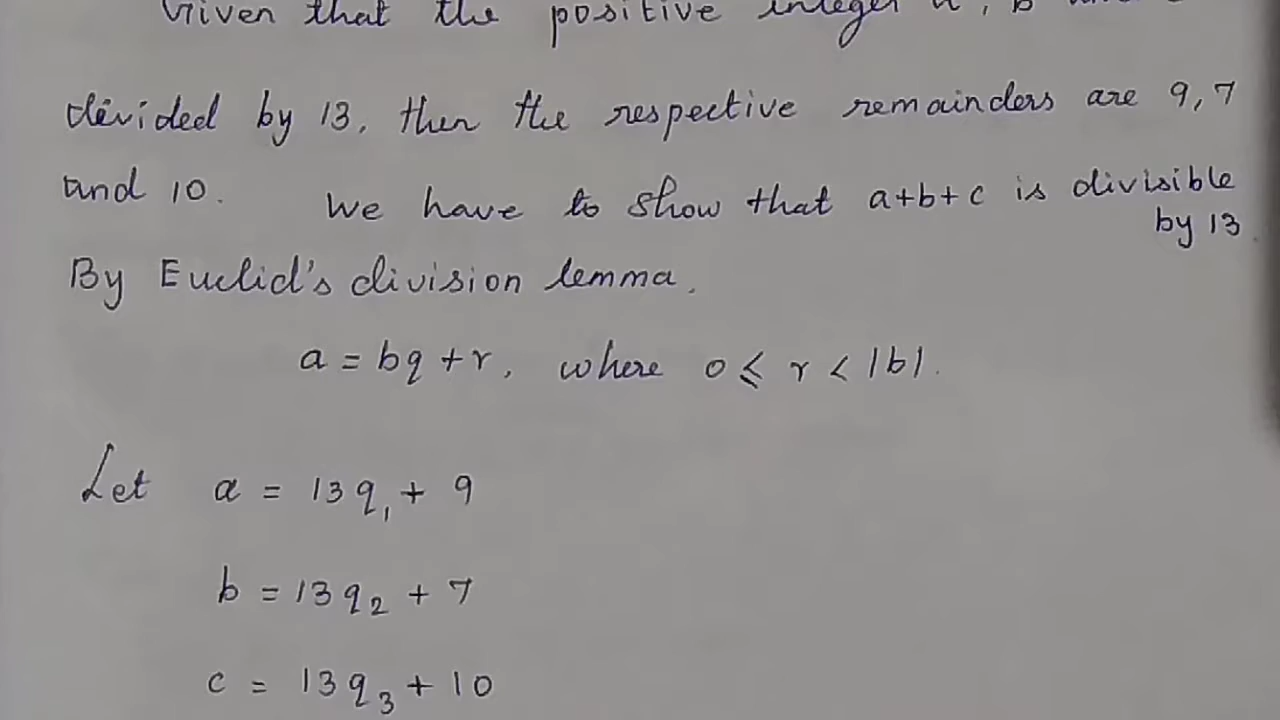 Given that the positive integer a, b
divided by 13, then the respective remainders are 9, 7
and 10. We have to show that a+b+c is divisible
by 13.
By Euclid's division lemma,
a = bq + r, where 0 ≤ r < |b|.
Let a = 13q₁ + 9
b = 13q₂ + 7
c = 13q₃ + 10